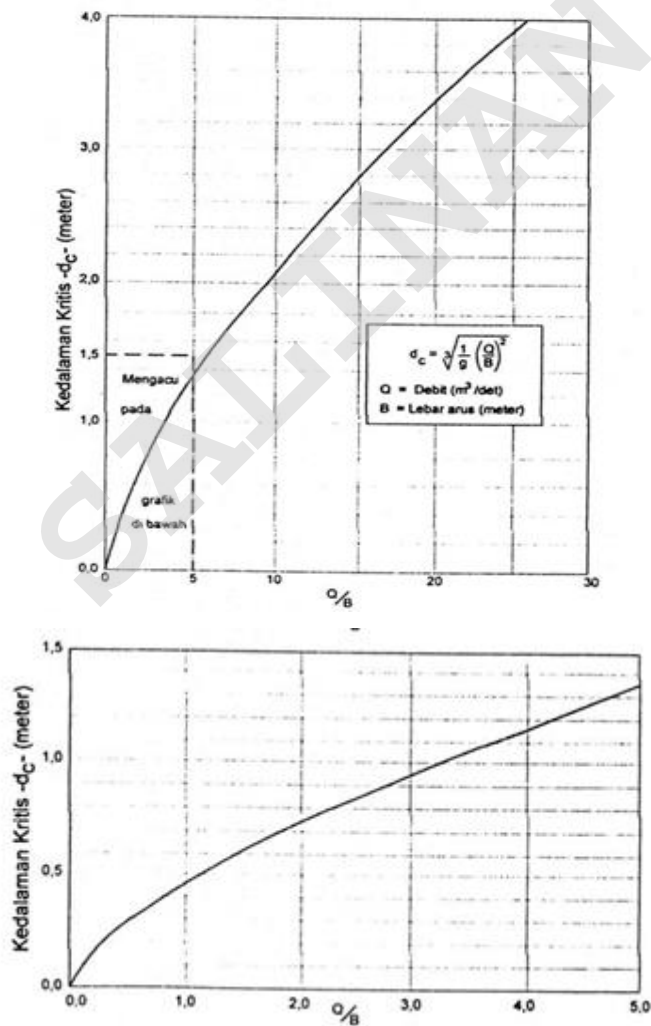 4,0
3,0
2,0
1,5
1,0
0,0
Kedalaman Kritis -dc- (meter)
Mengacu
pada
grafik
di bawah
d_c = ∛(1/g (Q/B)²)
Q = Debit (m³/det)
B = Lebar arus (meter)
0 5 10 20 30
Q/B
SALINAN
1,5
1,0
0,5
0,0
Kedalaman Kritis -dc- (meter)
0,0 1,0 2,0 3,0 4,0 5,0
Q/B